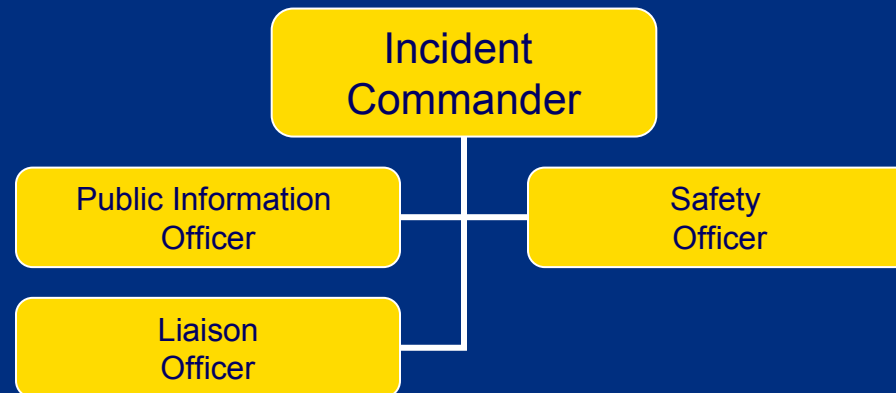 Incident
Commander
Public Information
Officer
Safety
Officer
Liaison
Officer